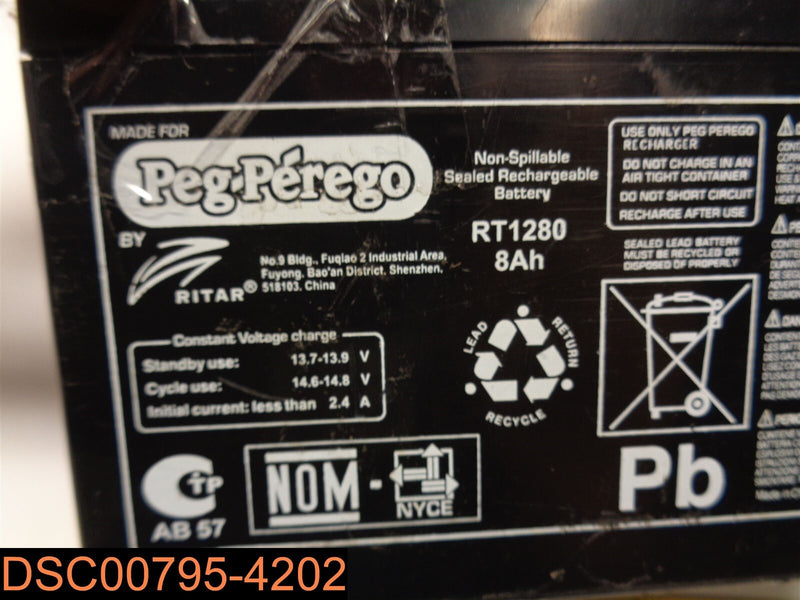 MADE FOR
Peg-Pérego
BY
RITAR®
No.9 Bldg., Fuqiao 2 Industrial Area,
Fuyong, Bao'an District, Shenzhen,
518103, China
Non-Spillable
Sealed Rechargeable
Battery
RT1280
8Ah
USE ONLY PEG PEREGO
RECHARGER
DO NOT CHARGE IN AN
AIR TIGHT CONTAINER
DO NOT SHORT CIRCUIT
RECHARGE AFTER USE
SEALED LEAD BATTERY
MUST BE RECYCLED OR
DISPOSED OF PROPERLY
Constant Voltage charge
Standby use: 13.7-13.9 V
Cycle use: 14.6-14.8 V
Initial current: less than 2.4 A
LEAD
RETURN
RECYCLE
Pb
CTP
AB 57
NOM - NYCE
DSC00795-4202